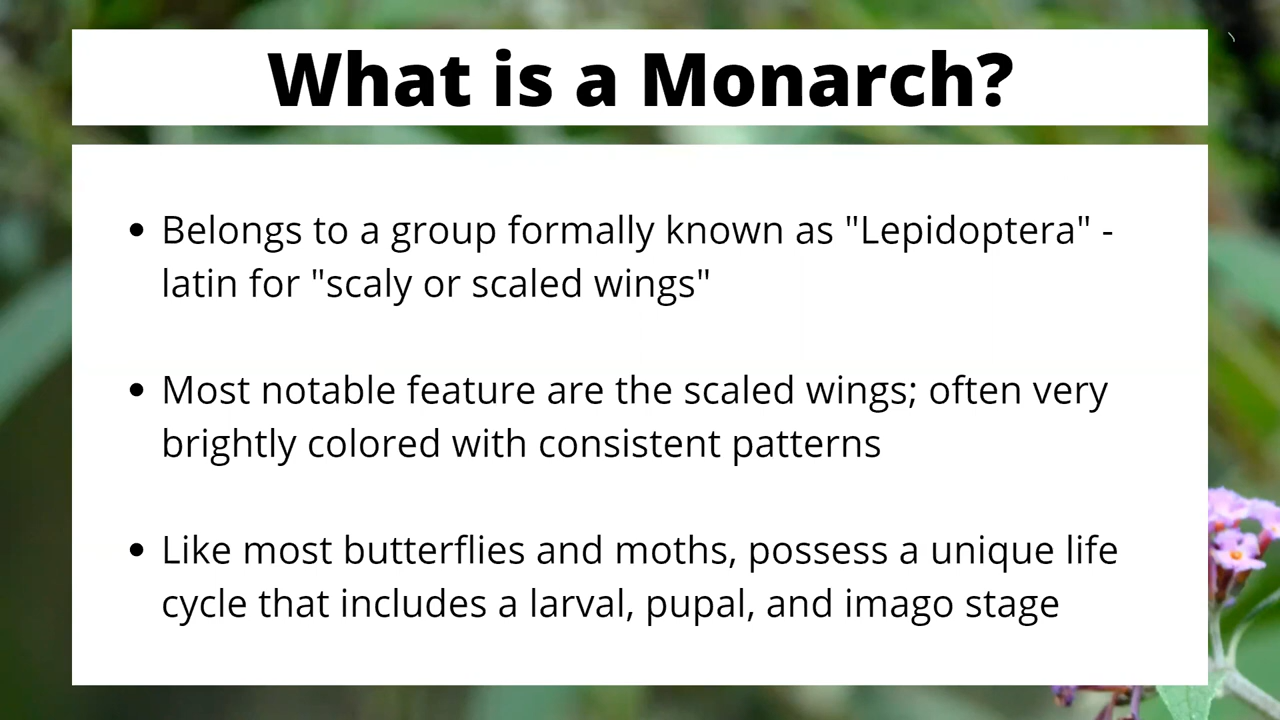 What is a Monarch?
• Belongs to a group formally known as "Lepidoptera" -
latin for "scaly or scaled wings"
• Most notable feature are the scaled wings; often very
brightly colored with consistent patterns
• Like most butterflies and moths, possess a unique life
cycle that includes a larval, pupal, and imago stage